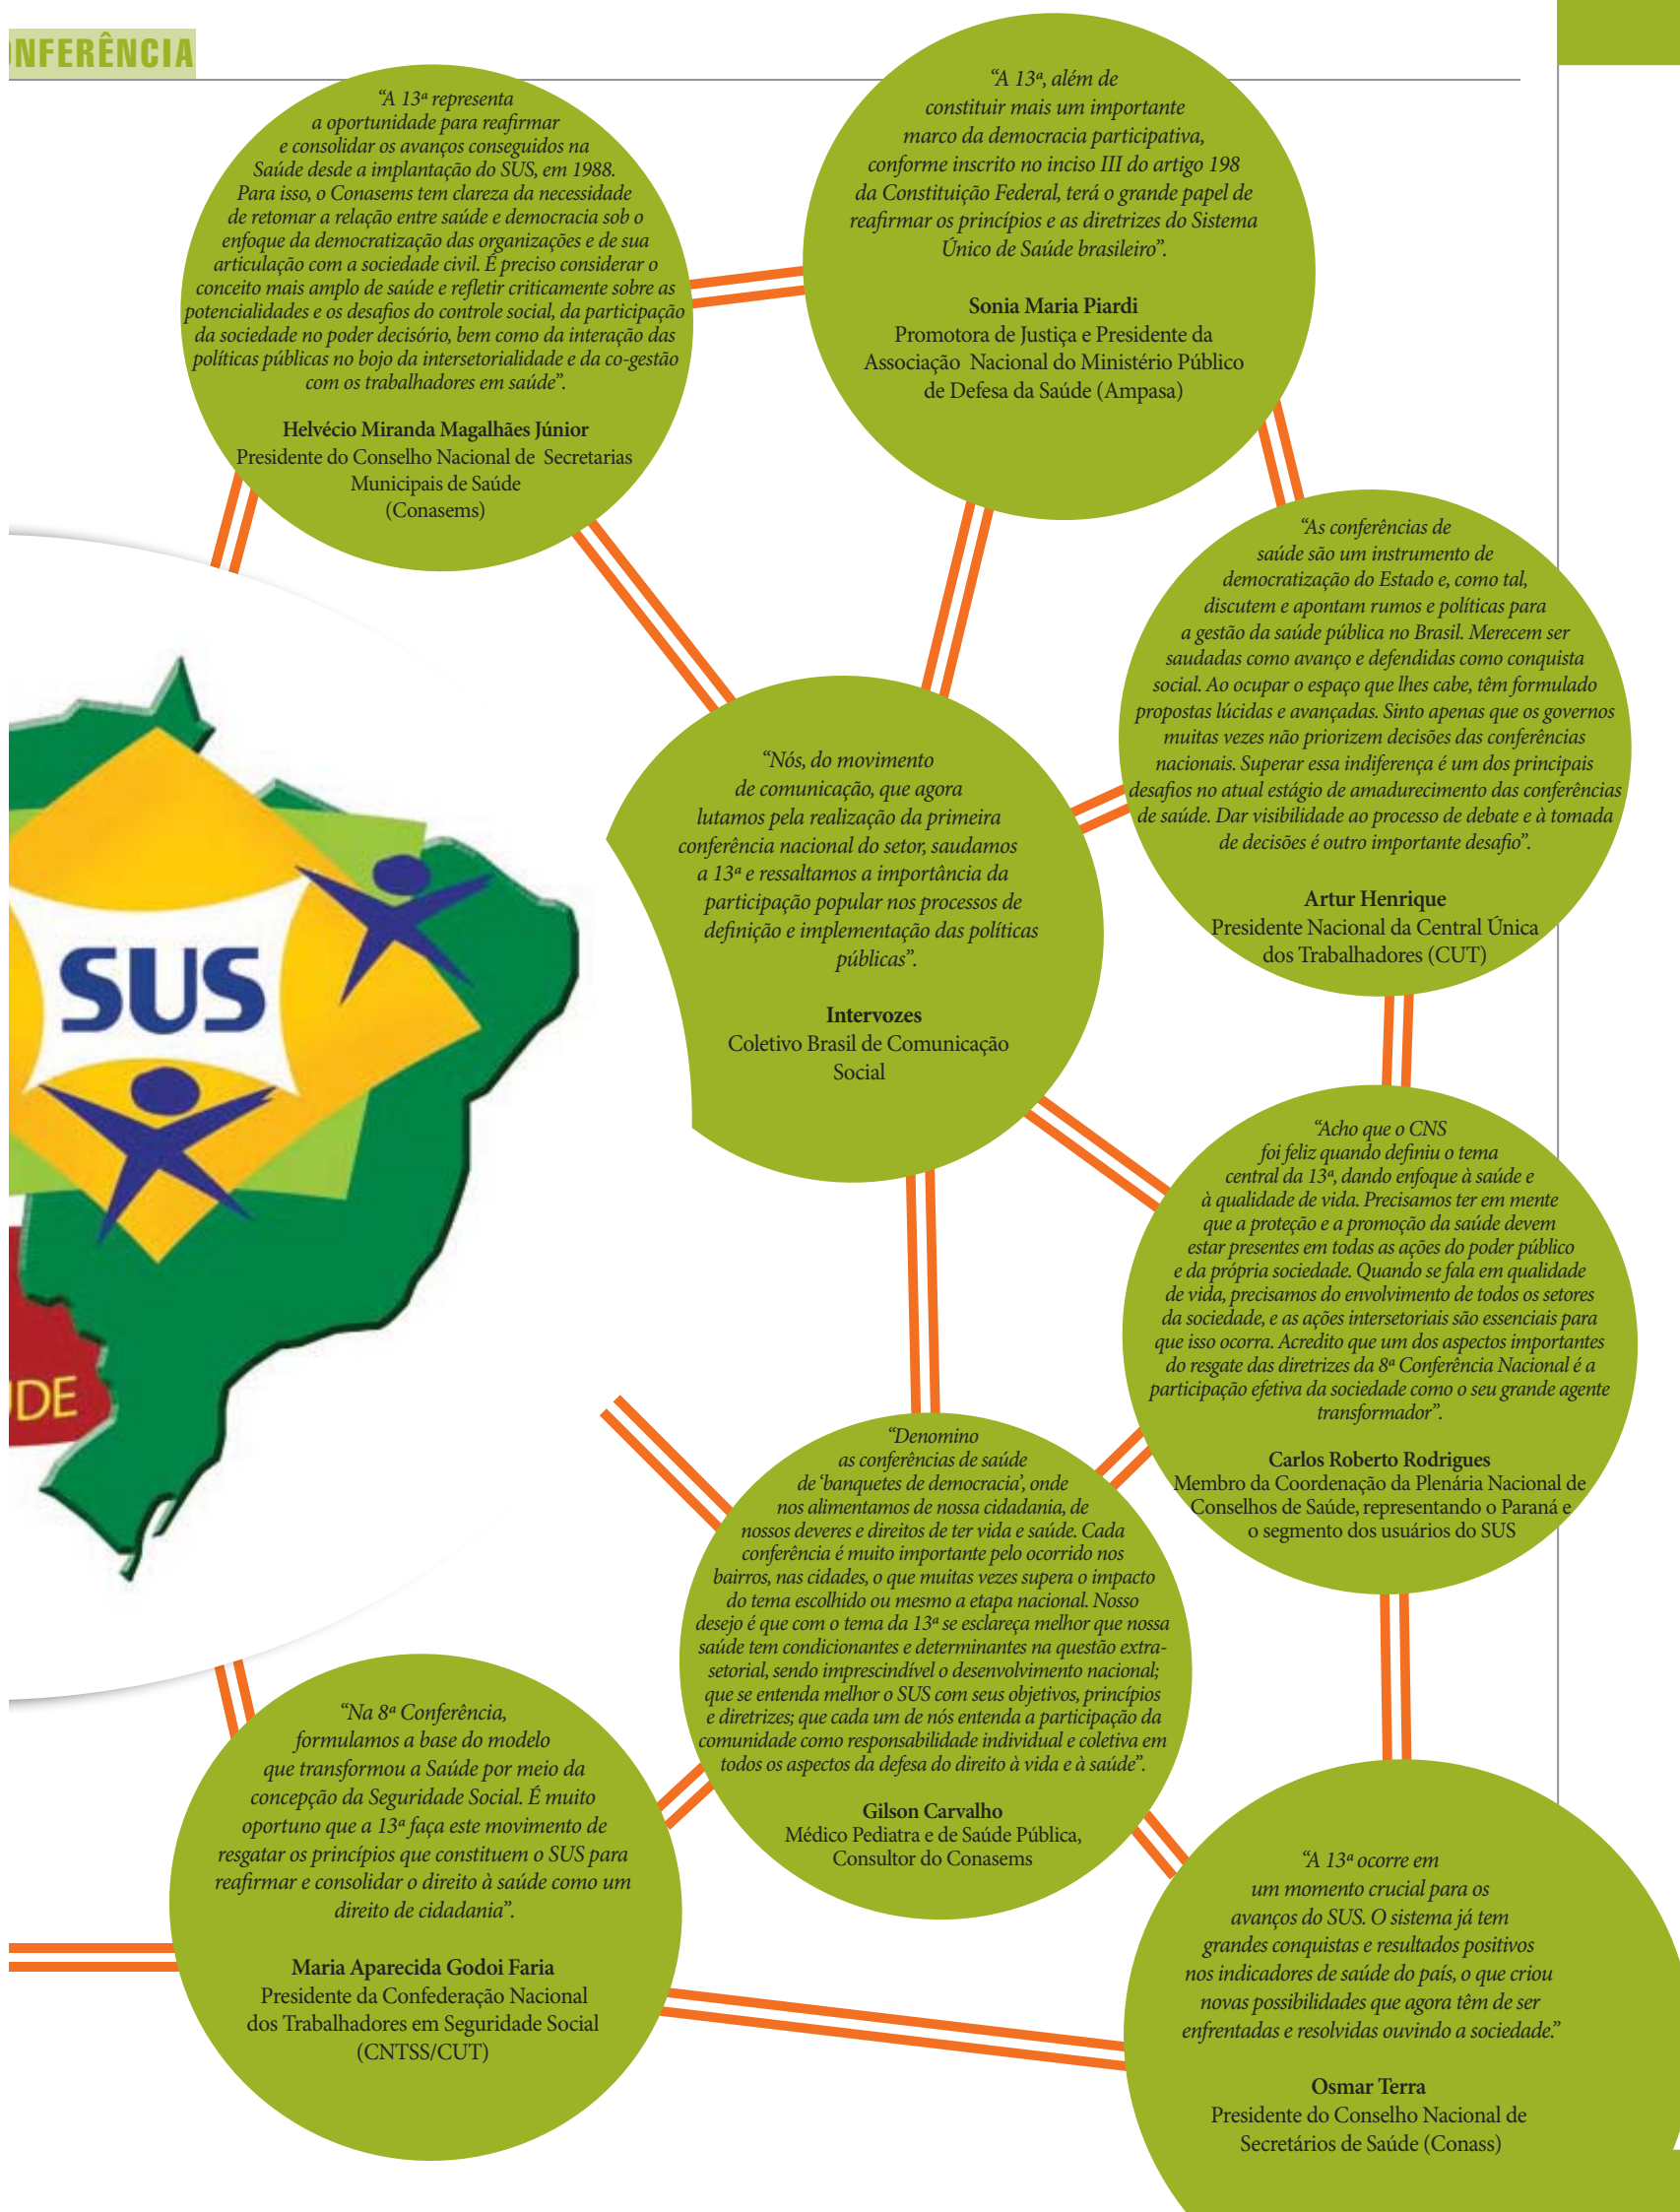 ONFERÊNCIA
“A 13ª representa
a oportunidade para reafirmar
e consolidar os avanços conseguidos na
Saúde desde a implantação do SUS, em 1988.
Para isso, o Conasems tem clareza da necessidade
de retomar a relação entre saúde e democracia sob o
enfoque da democratização das organizações e de sua
articulação com a sociedade civil. É preciso considerar o
conceito mais amplo de saúde e refletir criticamente sobre as
potencialidades e os desafios do controle social, da participação
da sociedade no poder decisório, bem como da interação das
políticas públicas no bojo da intersetorialidade e da co-gestão
com os trabalhadores em saúde”.
Helvécio Miranda Magalhães Júnior
Presidente do Conselho Nacional de Secretarias
Municipais de Saúde
(Conasems)
“A 13ª, além de
constituir mais um importante
marco da democracia participativa,
conforme inscrito no inciso III do artigo 198
da Constituição Federal, terá o grande papel de
reafirmar os princípios e as diretrizes do Sistema
Único de Saúde brasileiro”.
Sonia Maria Piardi
Promotora de Justiça e Presidente da
Associação Nacional do Ministério Público
de Defesa da Saúde (Ampasa)
“As conferências de
saúde são um instrumento de
democratização do Estado e, como tal,
discutem e apontam rumos e políticas para
a gestão da saúde pública no Brasil. Merecem ser
saudadas como avanço e defendidas como conquista
social. Ao ocupar o espaço que lhes cabe, têm formulado
propostas lúcidas e avançadas. Sinto apenas que os governos
muitas vezes não priorizem decisões das conferências
nacionais. Superar essa indiferença é um dos principais
desafios no atual estágio de amadurecimento das conferências
de saúde. Dar visibilidade ao processo de debate e à tomada
de decisões é outro importante desafio”.
Artur Henrique
Presidente Nacional da Central Única
dos Trabalhadores (CUT)
“Nós, do movimento
de comunicação, que agora
lutamos pela realização da primeira
conferência nacional do setor, saudamos
a 13ª e ressaltamos a importância da
participação popular nos processos de
definição e implementação das políticas
públicas”.
Intervozes
Coletivo Brasil de Comunicação
Social
SUS
ÚDE
“Acho que o CNS
foi feliz quando definiu o tema
central da 13ª, dando enfoque à saúde e
à qualidade de vida. Precisamos ter em mente
que a proteção e a promoção da saúde devem
estar presentes em todas as ações do poder público
e da própria sociedade. Quando se fala em qualidade
de vida, precisamos do envolvimento de todos os setores
da sociedade, e as ações intersetoriais são essenciais para
que isso ocorra. Acredito que um dos aspectos importantes
do resgate das diretrizes da 8ª Conferência Nacional é a
participação efetiva da sociedade como o seu grande agente
transformador”.
Carlos Roberto Rodrigues
Membro da Coordenação da Plenária Nacional de
Conselhos de Saúde, representando o Paraná e
o segmento dos usuários do SUS
“Denomino
as conferências de saúde
de ‘banquetes de democracia’, onde
nos alimentamos de nossa cidadania, de
nossos deveres e direitos de ter vida e saúde. Cada
conferência é muito importante pelo ocorrido nos
bairros, nas cidades, o que muitas vezes supera o impacto
do tema escolhido ou mesmo a etapa nacional. Nosso
desejo é que com o tema da 13ª se esclareça melhor que nossa
saúde tem condicionantes e determinantes na questão extra-
setorial, sendo imprescindível o desenvolvimento nacional;
que se entenda melhor o SUS com seus objetivos, princípios
e diretrizes; que cada um de nós entenda a participação da
comunidade como responsabilidade individual e coletiva em
todos os aspectos da defesa do direito à vida e à saúde”.
Gilson Carvalho
Médico Pediatra e de Saúde Pública,
Consultor do Conasems
“Na 8ª Conferência,
formulamos a base do modelo
que transformou a Saúde por meio da
concepção da Seguridade Social. É muito
oportuno que a 13ª faça este movimento de
resgatar os princípios que constituem o SUS para
reafirmar e consolidar o direito à saúde como um
direito de cidadania”.
Maria Aparecida Godoi Faria
Presidente da Confederação Nacional
dos Trabalhadores em Seguridade Social
(CNTSS/CUT)
“A 13ª ocorre em
um momento crucial para os
avanços do SUS. O sistema já tem
grandes conquistas e resultados positivos
nos indicadores de saúde do país, o que criou
novas possibilidades que agora têm de ser
enfrentadas e resolvidas ouvindo a sociedade.”
Osmar Terra
Presidente do Conselho Nacional de
Secretários de Saúde (Conass)